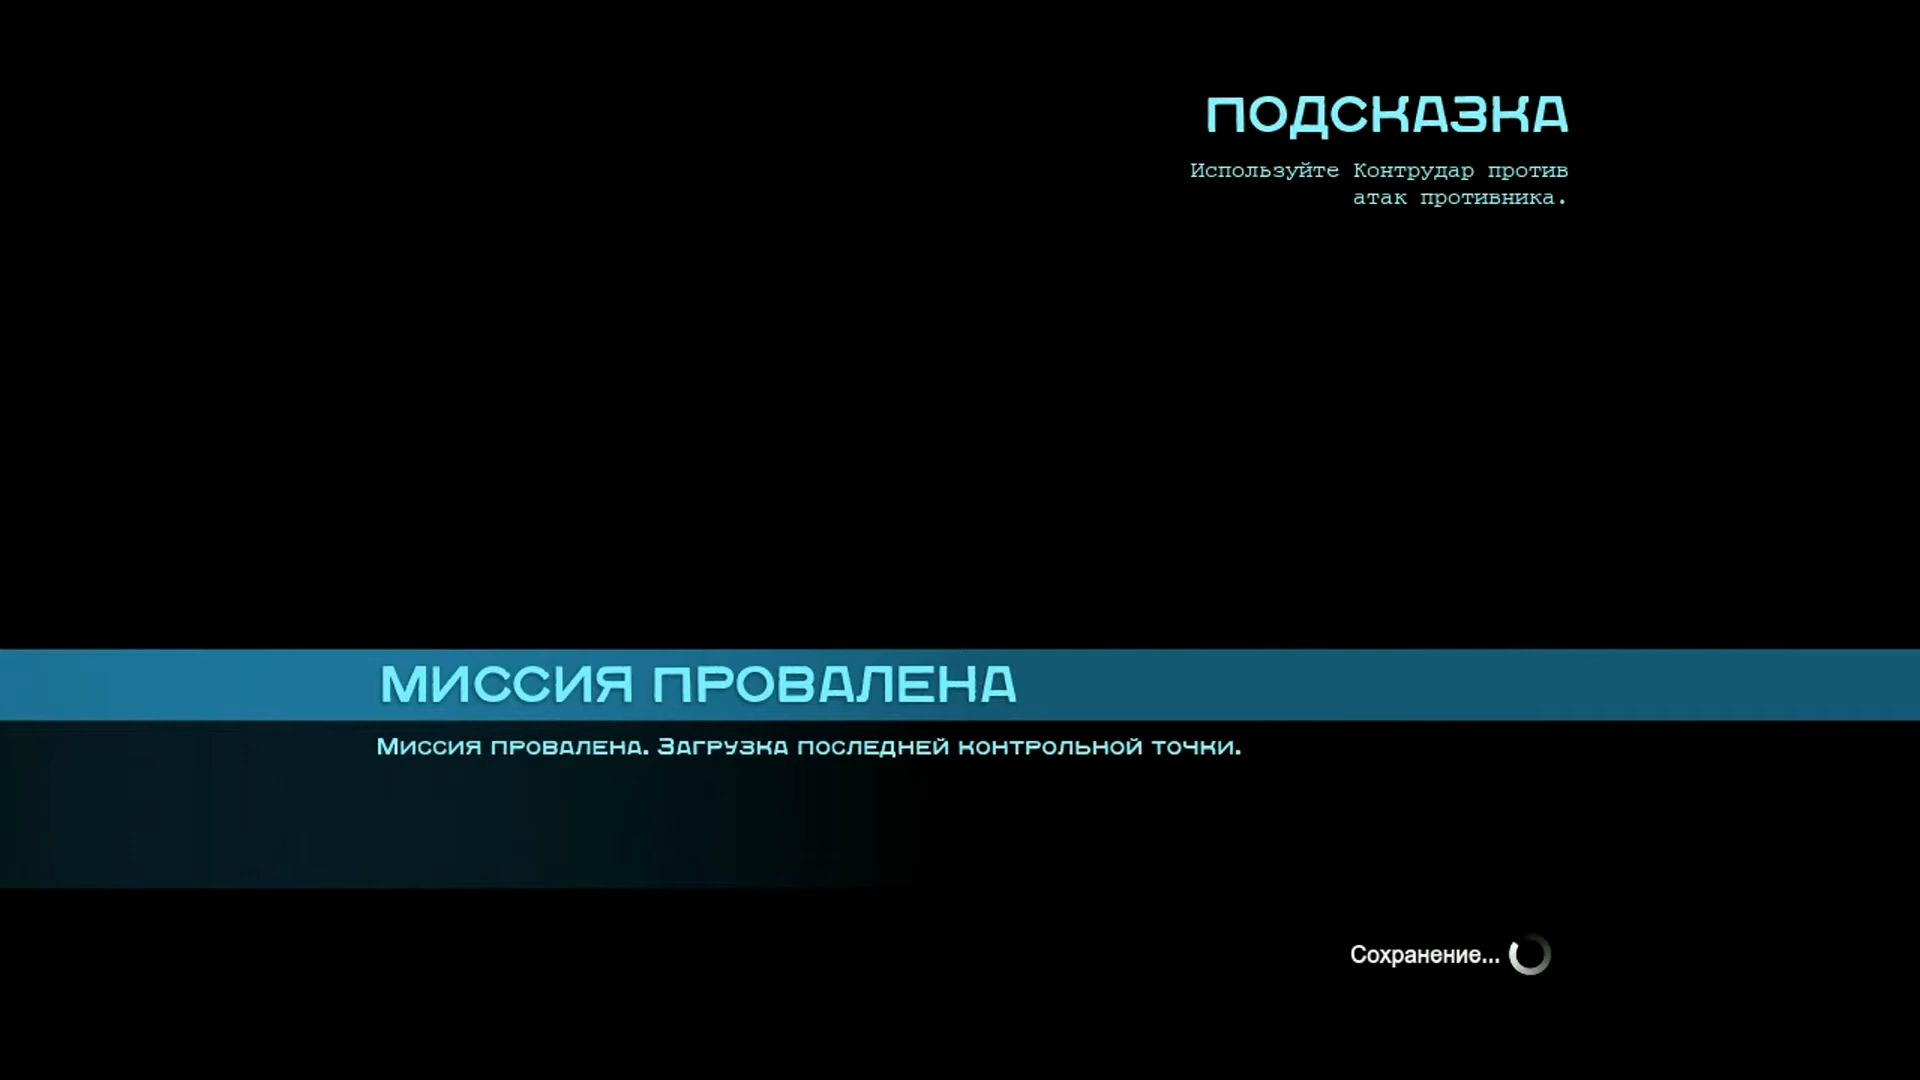 ПОДСКАЗКА
Используйте Контрудар против
атак противника.
МИССИЯ ПРОВАЛЕНА
Миссия провалена. Загрузка последней контрольной точки.
Сохранение...